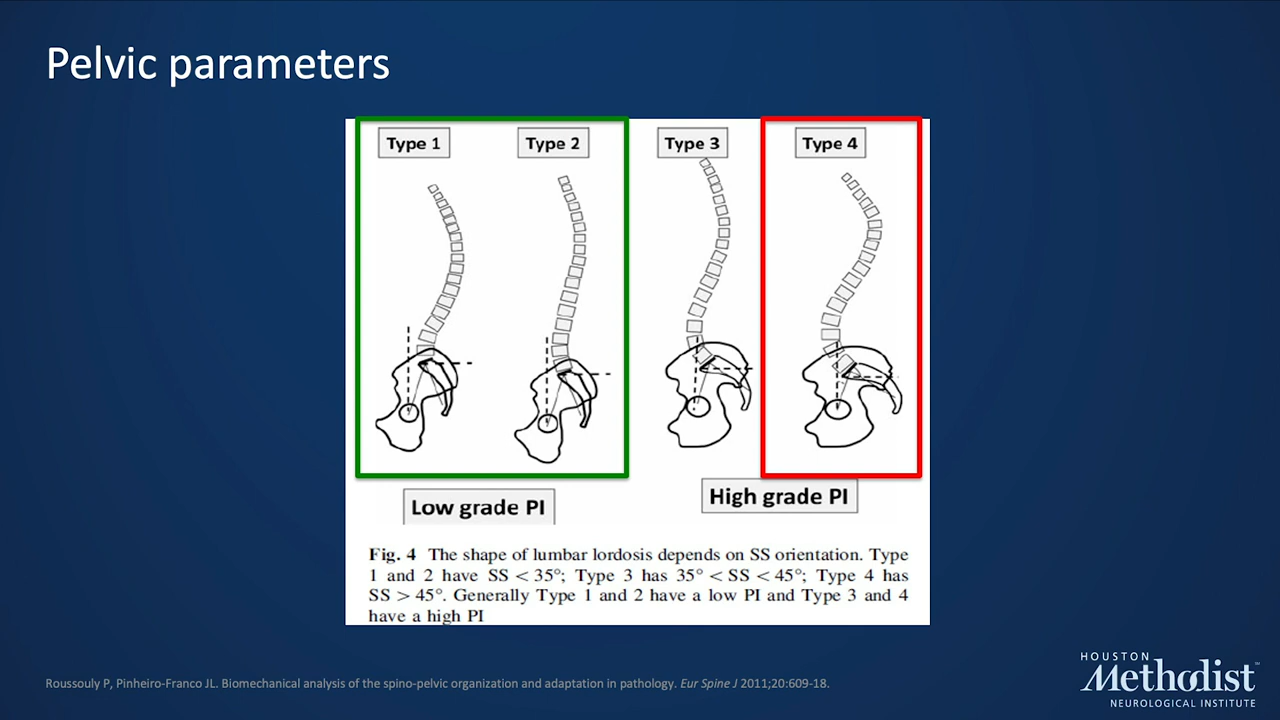 Pelvic parameters
Type 1
Type 2
Type 3
Type 4
Low grade PI
High grade PI
Fig. 4 The shape of lumbar lordosis depends on SS orientation. Type
1 and 2 have SS < 35°; Type 3 has 35° < SS < 45°; Type 4 has
SS > 45°. Generally Type 1 and 2 have a low PI and Type 3 and 4
have a high PI
Roussouly P, Pinheiro-Franco JL. Biomechanical analysis of the spino-pelvic organization and adaptation in pathology. Eur Spine J 2011;20:609-18.
HOUSTON
Methodist
NEUROLOGICAL INSTITUTE